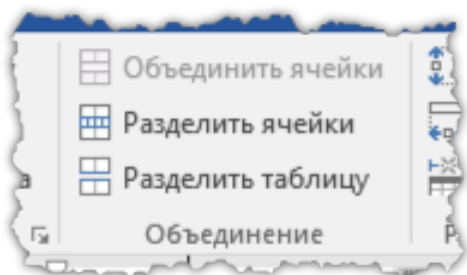 Объединить ячейки
Разделить ячейки
Разделить таблицу
Объединение